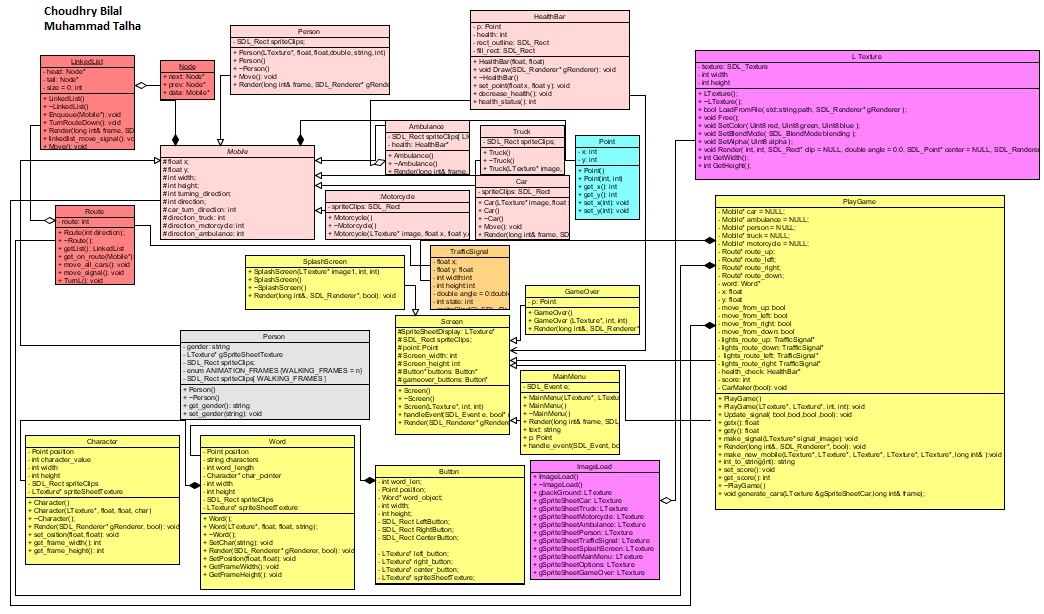 Choudhry Bilal
Muhammad Talha
LinkedList
- head: Node*
- tail: Node*
- size = 0: int
+ LinkedList()
+ ~LinkedList()
+ Enqueue(Mobile*): void
+ TurnRouteDown(): void
+ Render(long int& frame, SD
+ linkedlist_move_signal(): vo
+ Move(): void
Node
+ next: Node*
+ prev: Node*
+ data: Mobile*
Person
- SDL_Rect spriteClips;
+ Person(LTexture*, float, float,double, string, int)
+ Person()
+ ~Person()
+ Move(): void
+ Render(long int& frame, SDL_Renderer* gRende
HealthBar
- p: Point
- health: int
- rect_outline: SDL_Rect
- fill_rect: SDL_Rect
+ HealthBar(float, float)
+ void Draw(SDL_Renderer* gRenderer): void
+ ~HealthBar()
+ set_point(float x, float y): void
+ decrease_health(): void
+ health_status(): int
L Texture
- texture: SDL_Texture
- int width
- int height
+ LTexture();
+ ~LTexture();
+ bool LoadFromFile( std::string path, SDL_Renderer* gRenderer );
+ void Free();
+ void SetColor( Uint8 red, Uint8 green, Uint8 blue );
+ void SetBlendMode( SDL_BlendMode blending );
+ void SetAlpha( Uint8 alpha );
+ void Render( int, int, SDL_Rect* clip = NULL, double angle = 0.0, SDL_Point* center = NULL, SDL_Rendere
+ int GetWidth();
+ int GetHeight();
Mobile
# float x;
# float y;
# int width;
# int height;
# int turning_direction;
# int direction;
# car_turn_direction: int
# direction_truck: int
# direction_motorcycle: int
# direction_ambulance: int
Ambulance
- SDL_Rect spriteClips[
- health: HealthBar*
+ Ambulance()
+ ~Ambulance()
+ Render(long int& frame
Truck
- SDL_Rect spriteClips;
+ Truck()
+ ~Truck()
+ Truck(LTexture* image,
Point
- x: int
- y: int
+ Point()
+ Point(int, int)
+ get_x(): int
+ get_y(): int
+ set_x(int): void
+ set_y(int): void
Car
- spriteClips: SDL_Rect
+ Car(LTexture* image, float
+ Car()
+ ~Car()
+ Move(): void
+ Render(long int& frame, SD
:Motorcycle
- spriteClips: SDL_Rect
+ Motorcycle()
+ ~Motorcycle()
+ Motorcycle(LTexture* image, float x, float y,
Route
- route: int
+ Route(int direction);
+ ~Route();
+ getList(): LinkedList
+ get_on_route(Mobile*)
+ move_all_cars(): void
+ move_signal(): void
+ TurnL(): void
TrafficSignal
- float x;
- float y: float
- int width:int
- int height:int
- double angle = 0:doubl
- int state: int
SplashScreen
+ SplashScreen(LTexture* image1, int, int)
+ SplashScreen()
+ ~SplashScreen()
+ Render(long int&, SDL_Renderer*, bool): void
GameOver
- p: Point
+ GameOver()
+ GameOver (LTexture*, int, int)
+ Render(long int&, SDL_Renderer*
Screen
#SpriteSheetDisplay: LTexture*
# SDL_Rect spriteClips;
# point: Point
# Screen_width: int
# Screen_height: int
# Button* buttons: Button*
# gameover_buttons: Button*
+ Screen()
+ ~Screen()
+ Screen(LTexture*, int, int)
+ handleEvent(SDL_Event e, bool*
+ Render(SDL_Renderer* gRendere
MainMenu
- SDL_Event e;
+ MainMenu(LTexture*, LTextu
+ MainMenu()
+ ~MainMenu()
+ Render(long int& frame, SD
+ text: string
+ p: Point
+ handle_event(SDL_Event, bo
Person
- gender: string
- LTexture* gSpriteSheetTexture
- SDL_Rect spriteClips;
- enum ANIMATION_FRAMES {WALKING_FRAMES = n}
- SDL_Rect spriteClips[ WALKING_FRAMES ]
+ Person()
+ ~Person()
+ get_gender(): string
+ set_gender(string): void
PlayGame
- Mobile* car = NULL;
- Mobile* ambulance = NULL;
- Mobile* person = NULL;
- Mobile* truck = NULL;
- Mobile* motorcycle = NULL;
- Route* route_up;
- Route* route_left;
- Route* route_right;
- Route* route_down;
- word: Word*
- x: float
- y: float
- move_from_up: bool
- move_from_left: bool
- move_from_right: bool
- move_from_down: bool
- lights_route_up: TrafficSignal*
- lights_route_down: TrafficSignal*
- lights_route_left: TrafficSignal*
- lights_route_right: TrafficSignal*
- health_check: HealthBar*
- score: int
- CarMaker(bool): void
+ PlayGame()
+ PlayGame(LTexture*, LTexture*, int, int): void
+ Update_signal( bool,bool,bool,bool): void
+ getx(): float
+ gety(): float
+ make_signal(LTexture* signal_image): void
+ Render(long int&, SDL_Renderer*, bool): void
+ make_new_mobile(LTexture*, LTexture*, LTexture*, LTexture*, LTexture*, long int& ):void
+ int_to_string(int): string
+ set_score(): void
+ get_score(): int
+ ~PlayGame()
+ void generate_cars(LTexture &gSpriteSheetCar,long int& frame);
Character
- Point position
- int character_value
- int width
- int height
- SDL_Rect spriteClips
- LTexture* spriteSheetTexture
+ Character()
+ Character(LTexture*, float, float, char)
+ ~Character();
+ Render(SDL_Renderer* gRenderer, bool): void
+ set_position(float, float): void
+ get_frame_width(): int
+ get_frame_height(): int
Word
- Point position
- string characters
- int word_length
- Character* char_pointer
- int width
- int height
- SDL_Rect spriteClips
- LTexture* spriteSheetTexture
+ Word();
+ Word(LTexture*, float, float, string);
+ ~Word();
+ SetChar(string): void
+ Render(SDL_Renderer* gRenderer, bool): void
+ SetPosition(float, float): void
+ GetFrameWidth(): void
+ GetFrameHeight(): void
Button
- int word_len;
- Point position;
- Word* word_object;
- int width;
- int height;
- SDL_Rect LeftButton;
- SDL_Rect RightButton;
- SDL_Rect CenterButton;
- LTexture* left_button;
- LTexture* right_button;
- LTexture* center_button;
- LTexture* spriteSheetTexture;
ImageLoad
+ ImageLoad()
+ ~ImageLoad()
+ gbackGround: LTexture
+ gSpriteSheetCar: LTexture
+ gSpriteSheetTruck: LTexture
+ gSpriteSheetMotorcycle: LTexture
+ gSpriteSheetAmbulance: LTexture
+ gSpriteSheetPerson: LTexture
+ gSpriteSheetTrafficSignal: LTexture
+ gSpriteSheetSplashScreen: LTexture
+ gSpriteSheetMainMenu: LTexture
+ gSpriteSheetOptions: LTexture
+ gSpriteSheetGameOver: LTexture